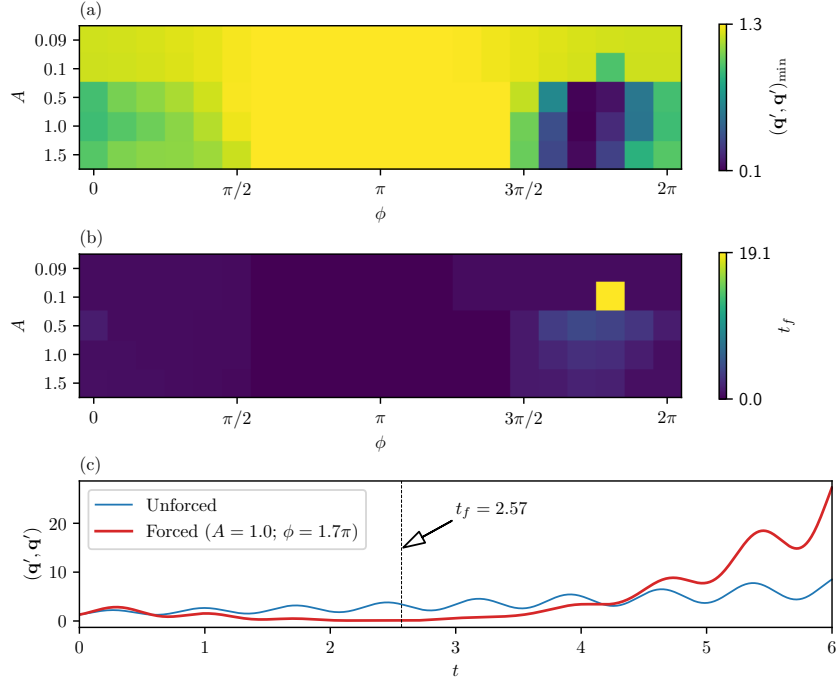 (a)
0.09
0.1
0.5
1.0
1.5
A
0
π/2
π
3π/2
2π
ϕ
1.3
0.1
(q′, q′)min
(b)
0.09
0.1
0.5
1.0
1.5
A
0
π/2
π
3π/2
2π
ϕ
19.1
0.0
t_f
(c)
Unforced
Forced (A = 1.0; ϕ = 1.7π)
t_f = 2.57
20
10
0
(q′, q′)
0
1
2
3
4
5
6
t